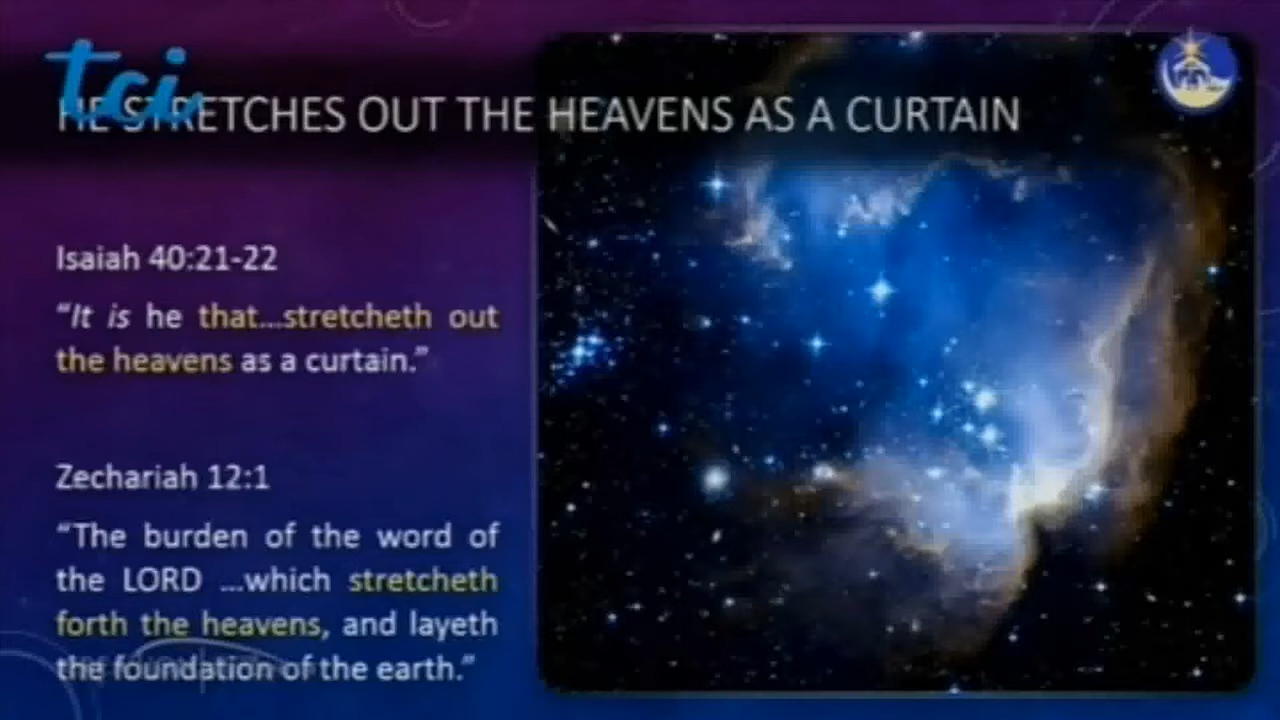 tci
HE STRETCHES OUT THE HEAVENS AS A CURTAIN
Isaiah 40:21-22
“It is he that...stretcheth out
the heavens as a curtain.”
Zechariah 12:1
“The burden of the word of
the LORD ...which stretcheth
forth the heavens, and layeth
the foundation of the earth.”